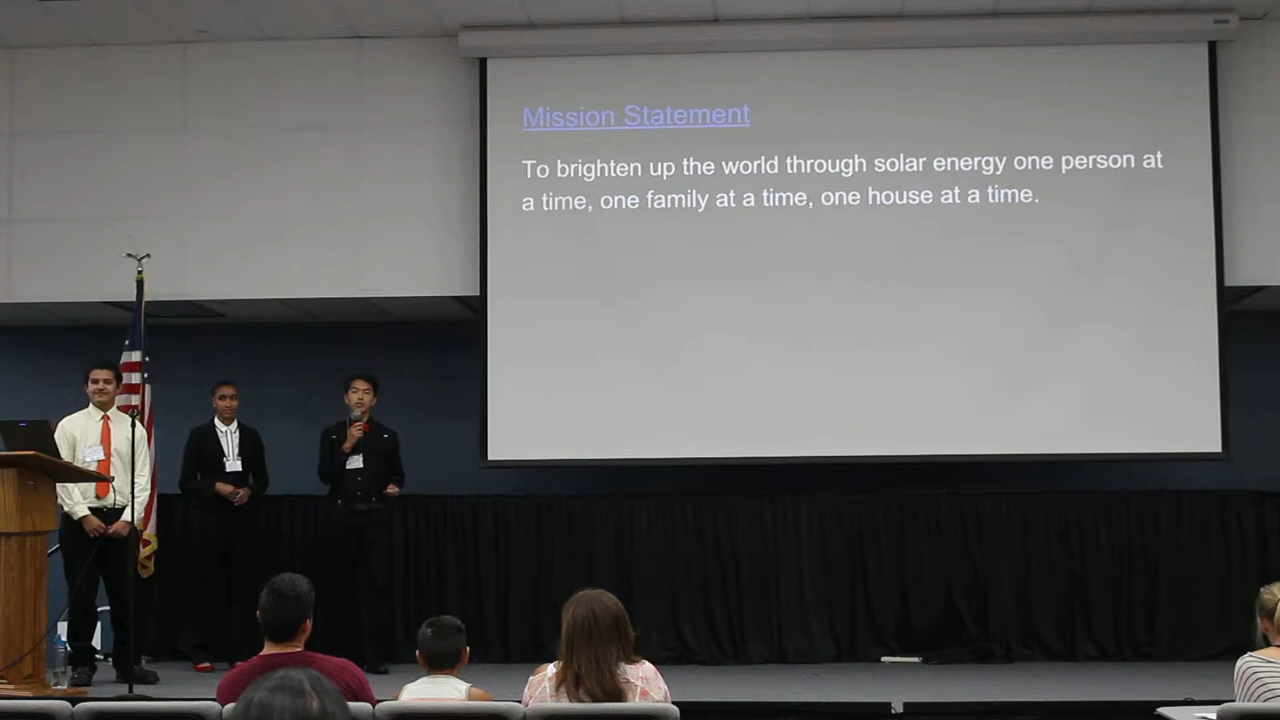 Mission Statement
To brighten up the world through solar energy one person at
a time, one family at a time, one house at a time.